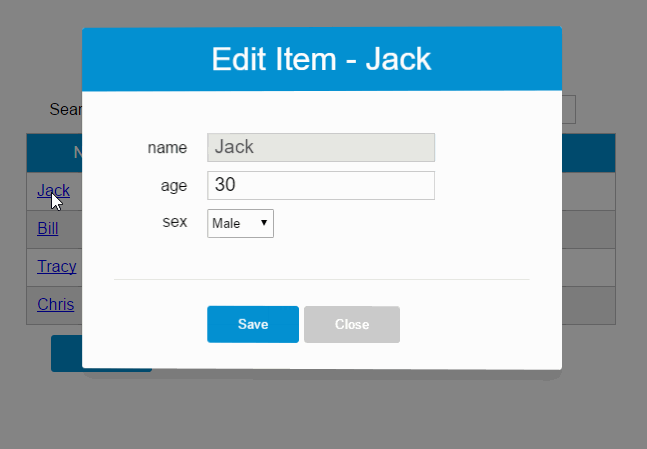 Edit Item - Jack
Sear
N
name Jack
age 30
sex Male
Jack
Bill
Tracy
Chris
Save Close